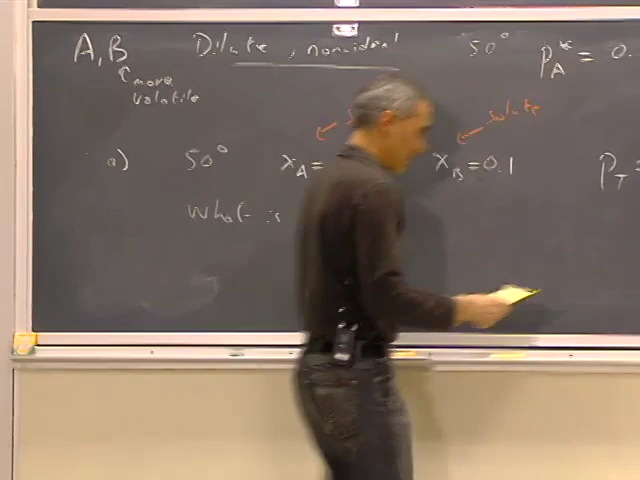 A, B Dilute, nonideal 50° p*A = 0.
more
volatile
solute
a) 50° xA = xB = 0.1 pT =
What is